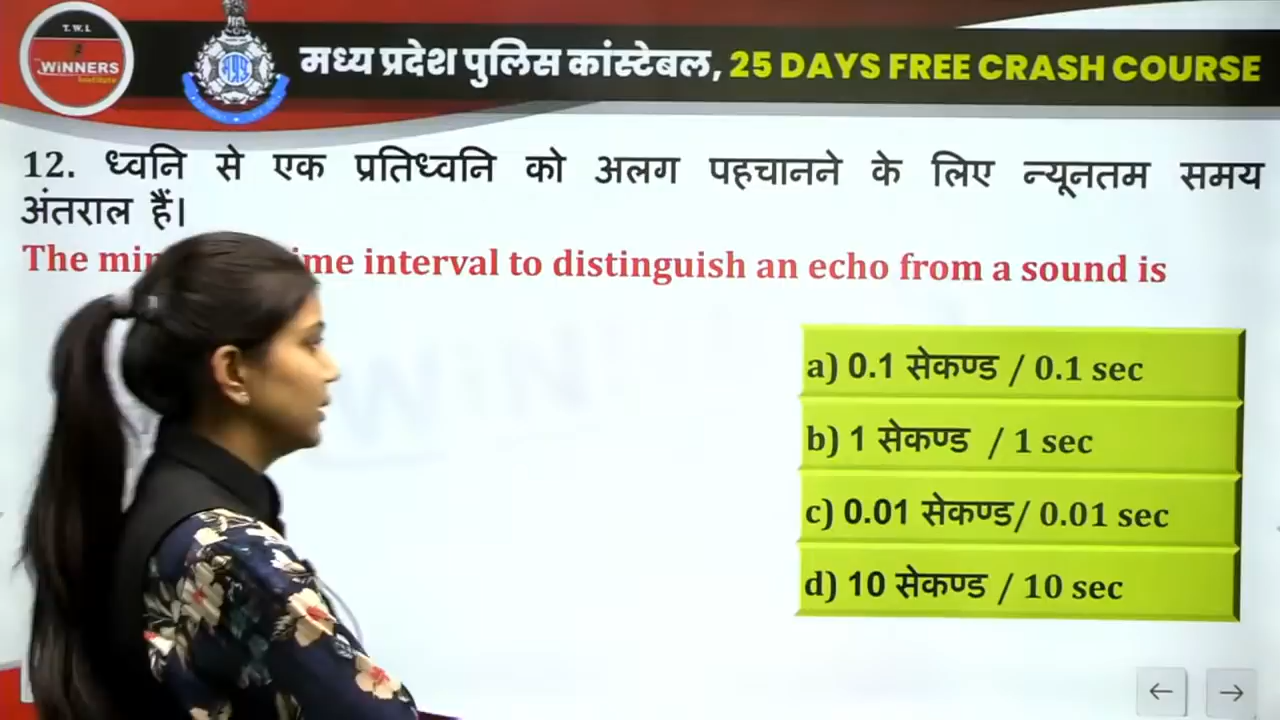 T.W.I.
WINNERS
Institute
मध्य प्रदेश पुलिस कांस्टेबल, 25 DAYS FREE CRASH COURSE
12. ध्वनि से एक प्रतिध्वनि को अलग पहचानने के लिए न्यूनतम समय
अंतराल हैं।
The interval to distinguish an echo from a sound is
WiN
a) 0.1 सेकण्ड / 0.1 sec
b) 1 सेकण्ड / 1 sec
c) 0.01 सेकण्ड/ 0.01 sec
d) 10 सेकण्ड / 10 sec